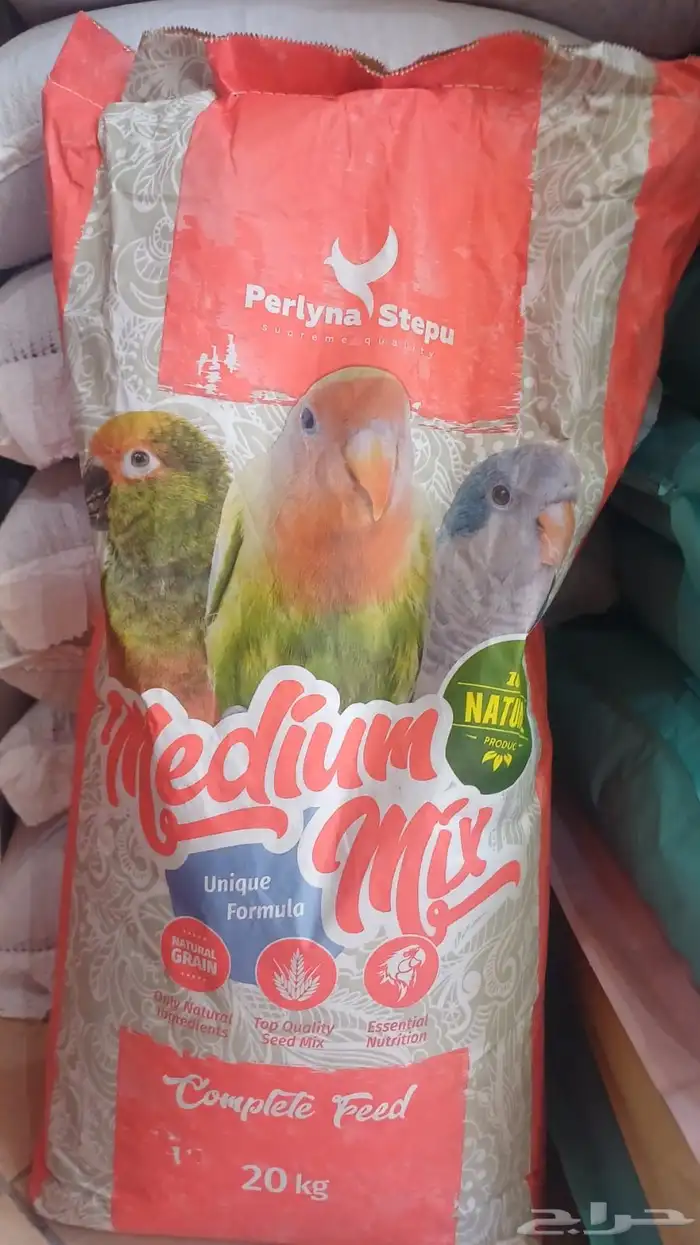 Perlyna Stepu
supreme quality
NATU
PRODUC
Medium
Mix
Unique
Formula
NATURAL
GRAIN
Only Natural
Ingredients
Top Quality
Seed Mix
Essential
Nutrition
Complete Feed
20 kg
حراج